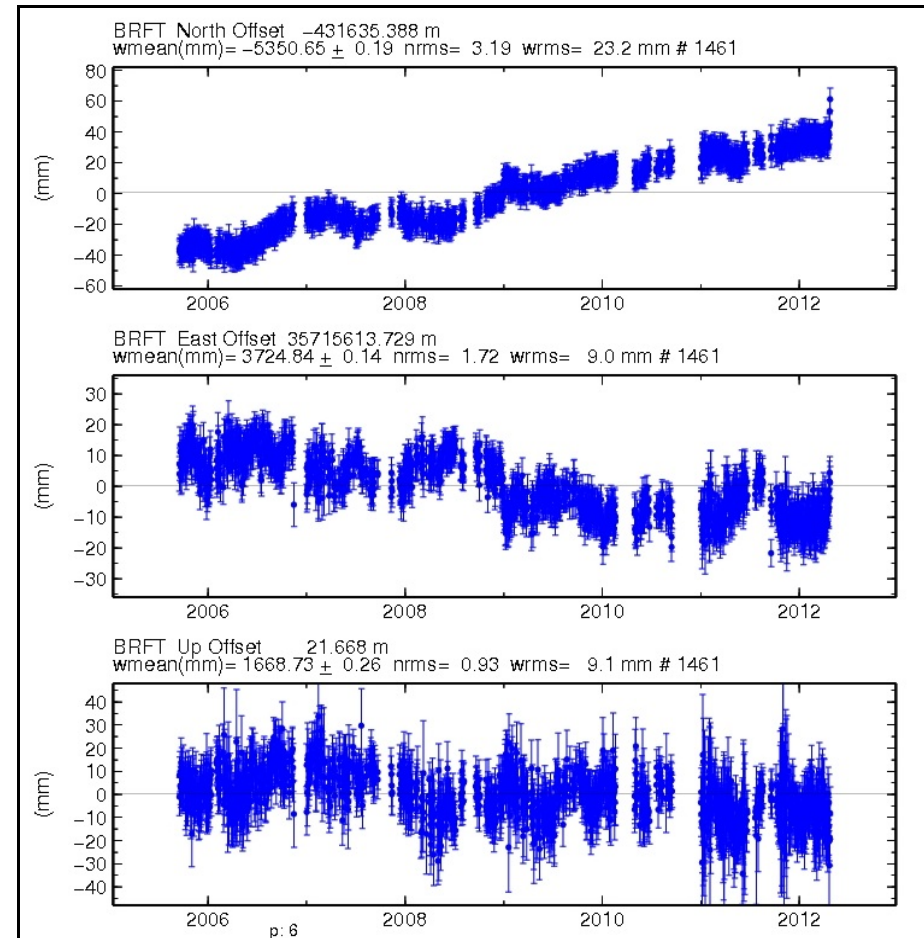 BRFT North Offset -431635.388 m
wmean(mm)= -5350.65 ± 0.19 nrms= 3.19 wrms= 23.2 mm # 1461
80
60
40
20
0
−20
−40
−60
(mm)
2006 2008 2010 2012
BRFT East Offset 35715613.729 m
wmean(mm)= 3724.84 ± 0.14 nrms= 1.72 wrms= 9.0 mm # 1461
30
20
10
0
−10
−20
−30
(mm)
2006 2008 2010 2012
BRFT Up Offset 21.668 m
wmean(mm)= 1668.73 ± 0.26 nrms= 0.93 wrms= 9.1 mm # 1461
40
30
20
10
0
−10
−20
−30
−40
(mm)
2006 2008 2010 2012
p: 6